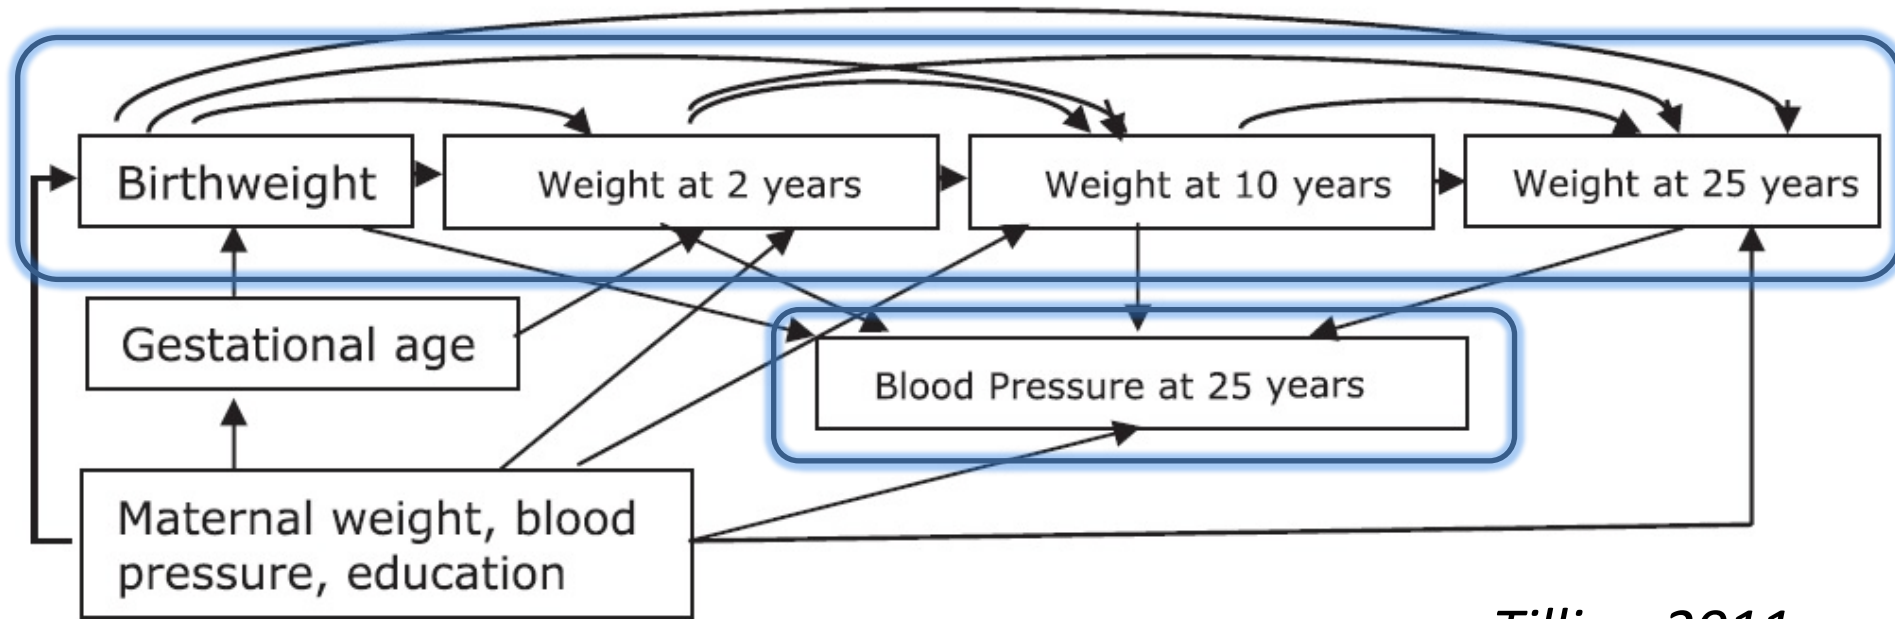 Birthweight
Weight at 2 years
Weight at 10 years
Weight at 25 years
Gestational age
Blood Pressure at 25 years
Maternal weight, blood
pressure, education